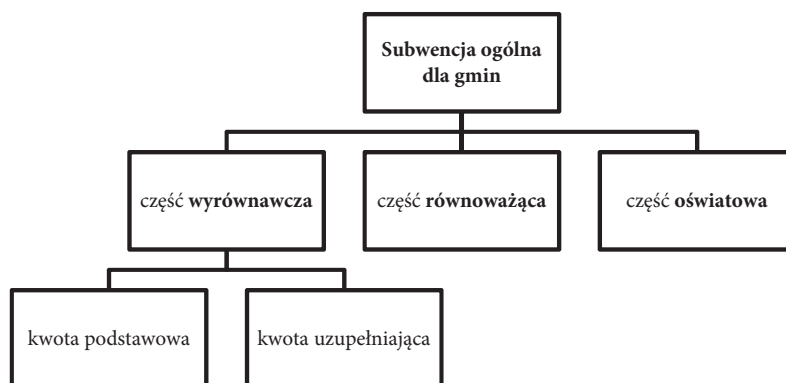 Subwencja ogólna
dla gmin
część wyrównawcza
część równoważąca
część oświatowa
kwota podstawowa
kwota uzupełniająca